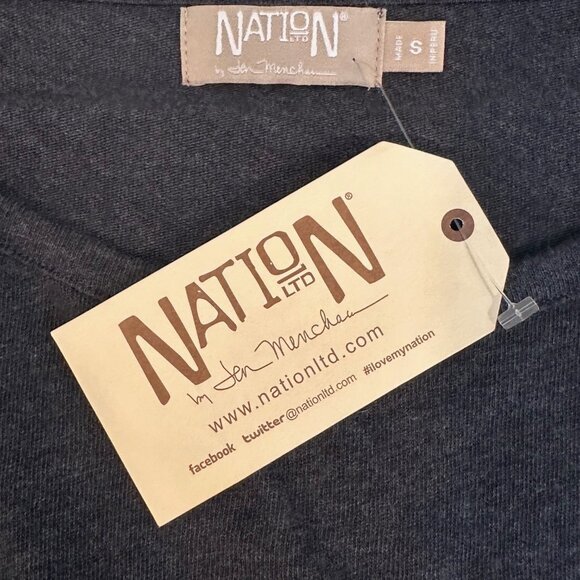 NATION LTD®
by Jen Menchaca
MADE
S
IN PERU
NATION LTD®
by Jen Menchaca
www.nationltd.com
facebook twitter@nationltd.com #ilovemynation